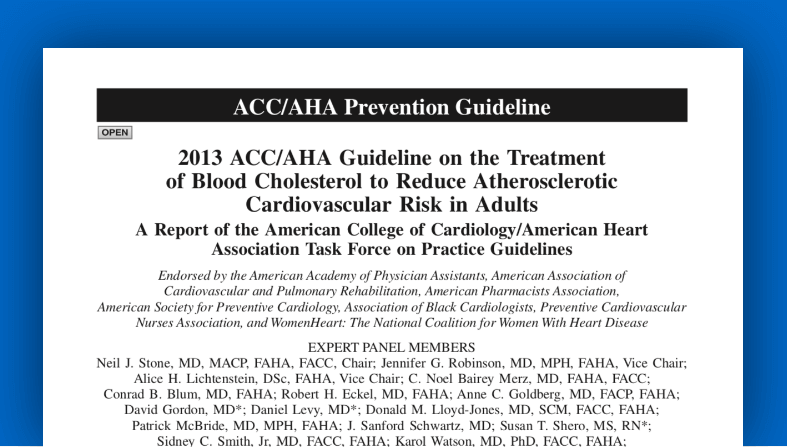 ACC/AHA Prevention Guideline
OPEN
2013 ACC/AHA Guideline on the Treatment
of Blood Cholesterol to Reduce Atherosclerotic
Cardiovascular Risk in Adults
A Report of the American College of Cardiology/American Heart
Association Task Force on Practice Guidelines
Endorsed by the American Academy of Physician Assistants, American Association of
Cardiovascular and Pulmonary Rehabilitation, American Pharmacists Association,
American Society for Preventive Cardiology, Association of Black Cardiologists, Preventive Cardiovascular
Nurses Association, and WomenHeart: The National Coalition for Women With Heart Disease
EXPERT PANEL MEMBERS
Neil J. Stone, MD, MACP, FAHA, FACC, Chair; Jennifer G. Robinson, MD, MPH, FAHA, Vice Chair;
Alice H. Lichtenstein, DSc, FAHA, Vice Chair; C. Noel Bairey Merz, MD, FAHA, FACC;
Conrad B. Blum, MD, FAHA; Robert H. Eckel, MD, FAHA; Anne C. Goldberg, MD, FACP, FAHA;
David Gordon, MD*; Daniel Levy, MD*; Donald M. Lloyd-Jones, MD, SCM, FACC, FAHA;
Patrick McBride, MD, MPH, FAHA; J. Sanford Schwartz, MD; Susan T. Shero, MS, RN*;
Sidney C. Smith, Jr, MD, FACC, FAHA; Karol Watson, MD, PhD, FACC, FAHA;